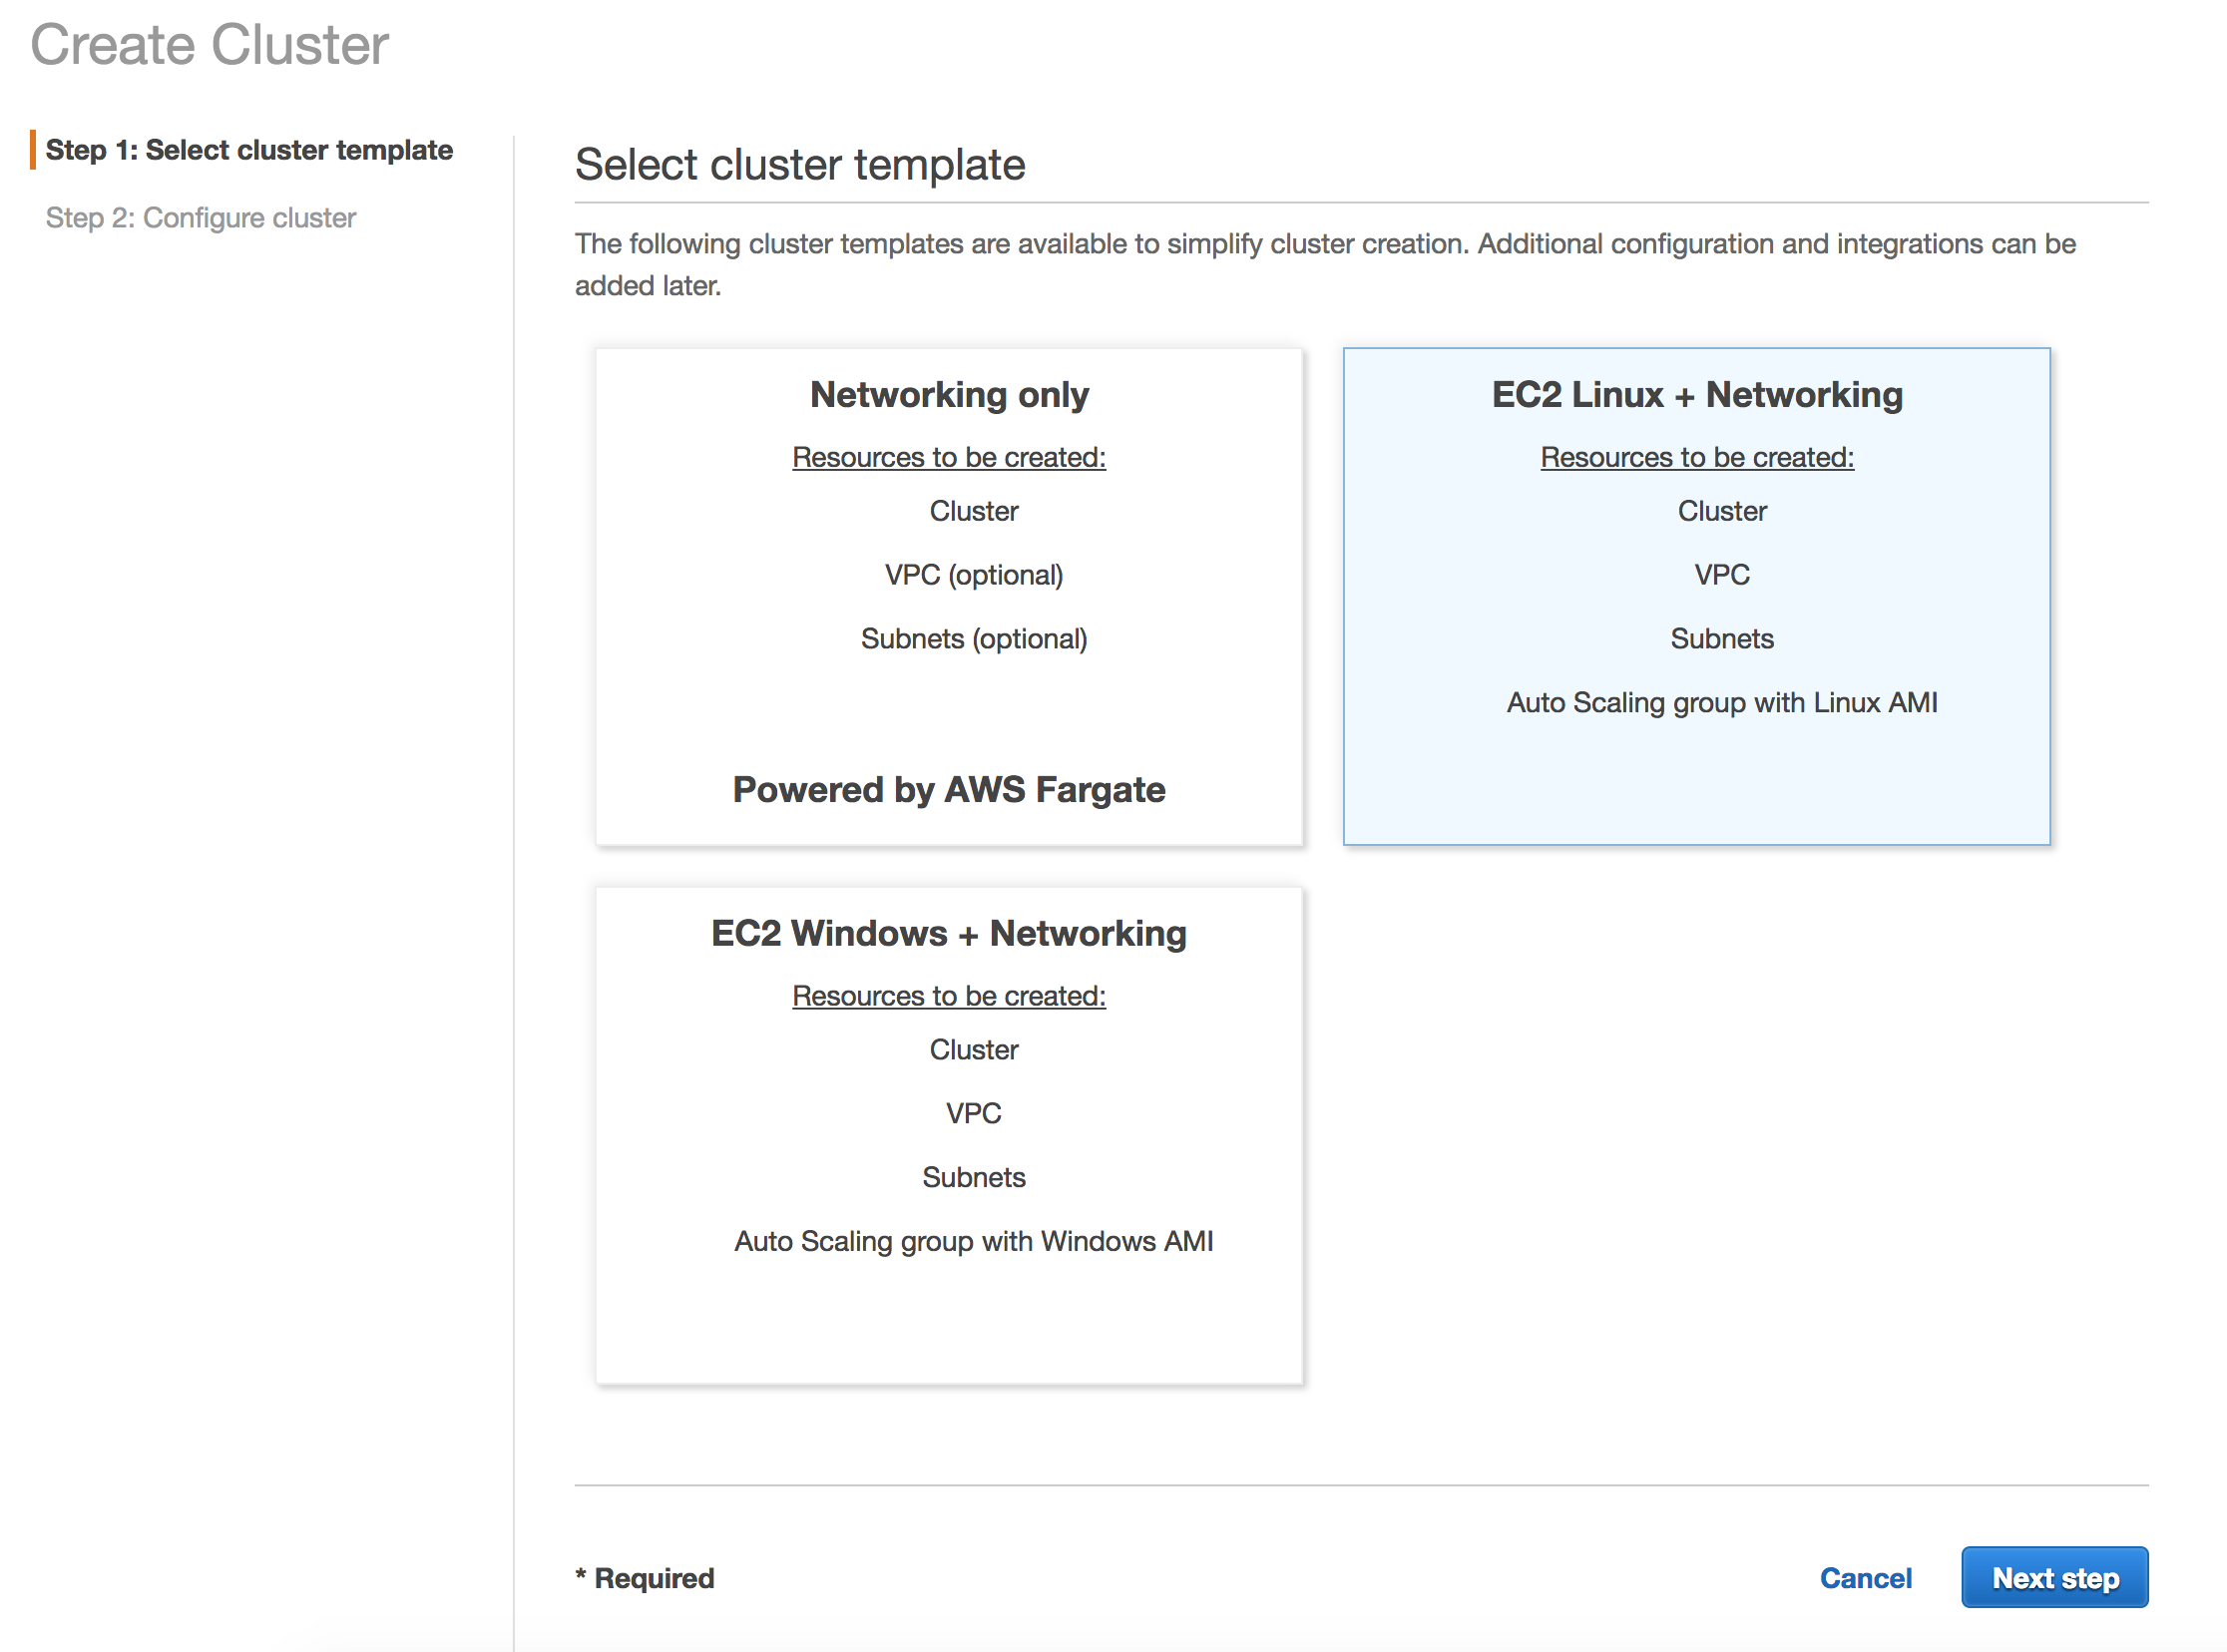 Create Cluster
Step 1: Select cluster template
Step 2: Configure cluster
Select cluster template
The following cluster templates are available to simplify cluster creation. Additional configuration and integrations can be
added later.
Networking only
Resources to be created:
Cluster
VPC (optional)
Subnets (optional)
Powered by AWS Fargate
EC2 Linux + Networking
Resources to be created:
Cluster
VPC
Subnets
Auto Scaling group with Linux AMI
EC2 Windows + Networking
Resources to be created:
Cluster
VPC
Subnets
Auto Scaling group with Windows AMI
* Required
Cancel
Next step